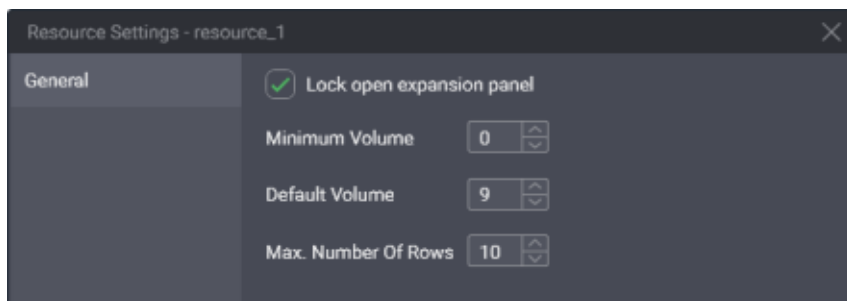 Resource Settings - resource_1
General
Lock open expansion panel
Minimum Volume 0
Default Volume 9
Max. Number Of Rows 10